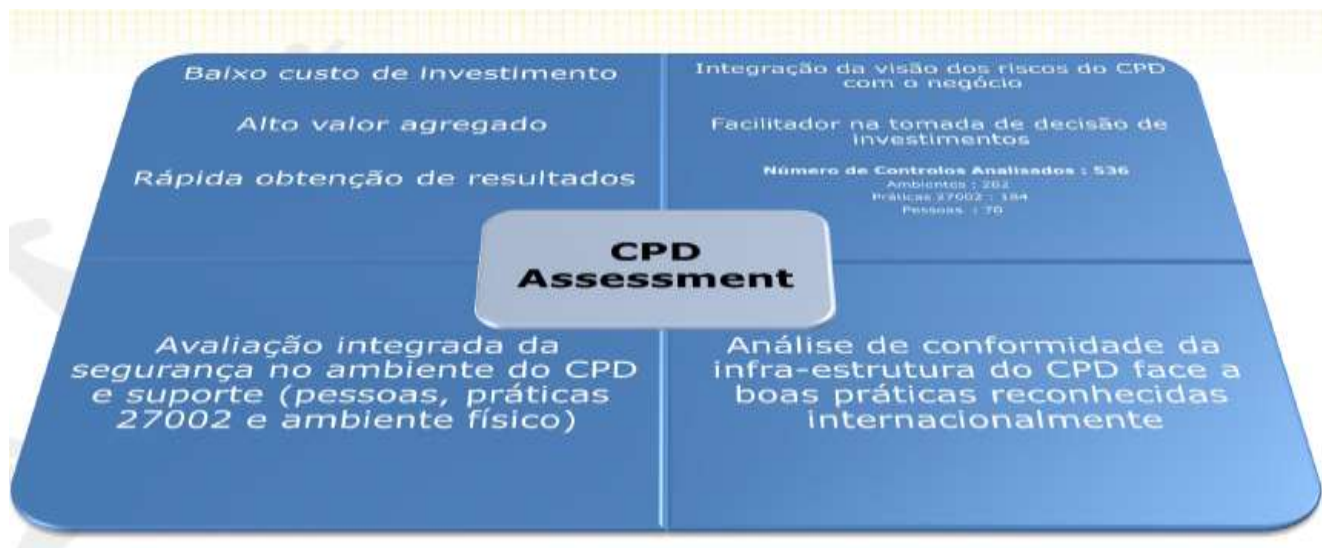 Baixo custo de Investimento
Alto valor agregado
Rápida obtenção de resultados
Integração da visão dos riscos do CPD
com o negócio
Facilitador na tomada de decisão de
investimentos
Número de Controlos Analisados : 536
Ambientes : 282
Práticas 27002 : 184
Pessoas : 70
CPD
Assessment
Avaliação integrada da
segurança no ambiente do CPD
e suporte (pessoas, práticas
27002 e ambiente físico)
Análise de conformidade da
infra-estrutura do CPD face a
boas práticas reconhecidas
internacionalmente